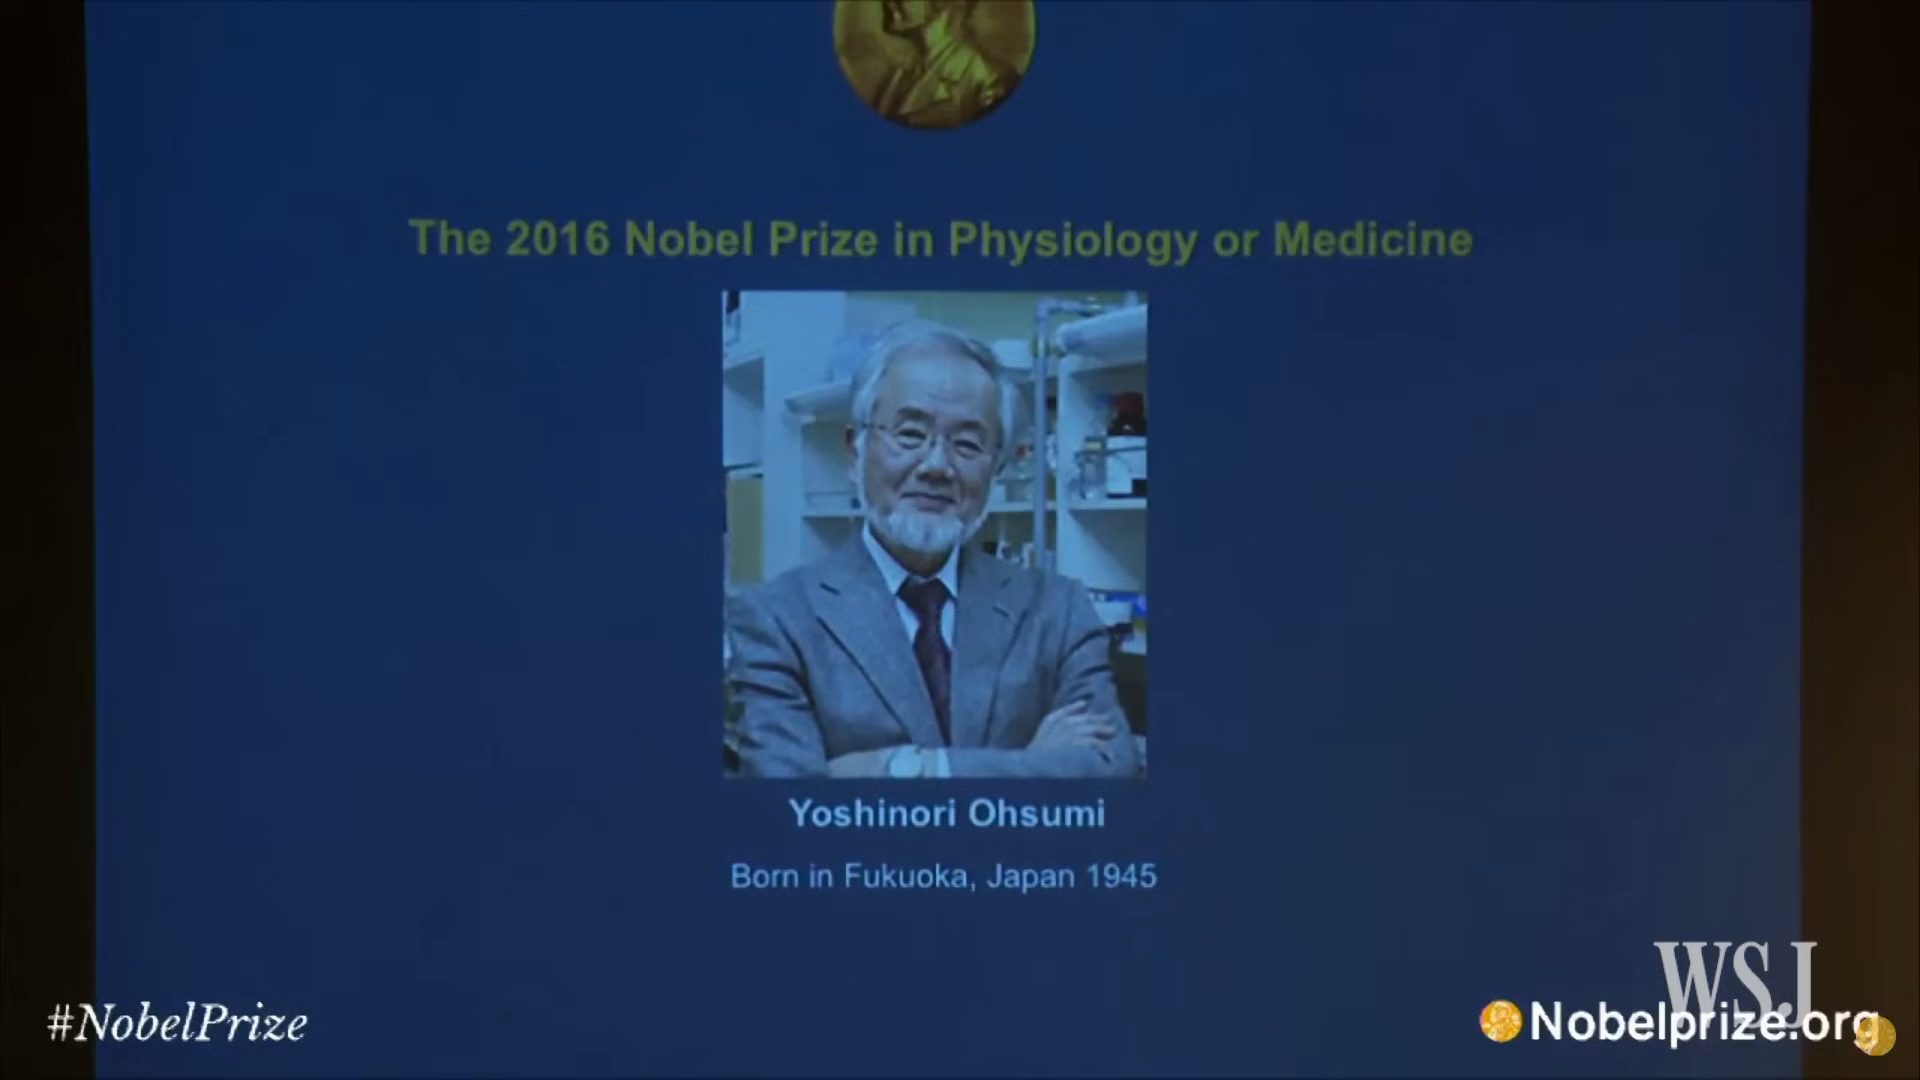 The 2016 Nobel Prize in Physiology or Medicine
Yoshinori Ohsumi
Born in Fukuoka, Japan 1945
WSJ
#NobelPrize
Nobelprize.org